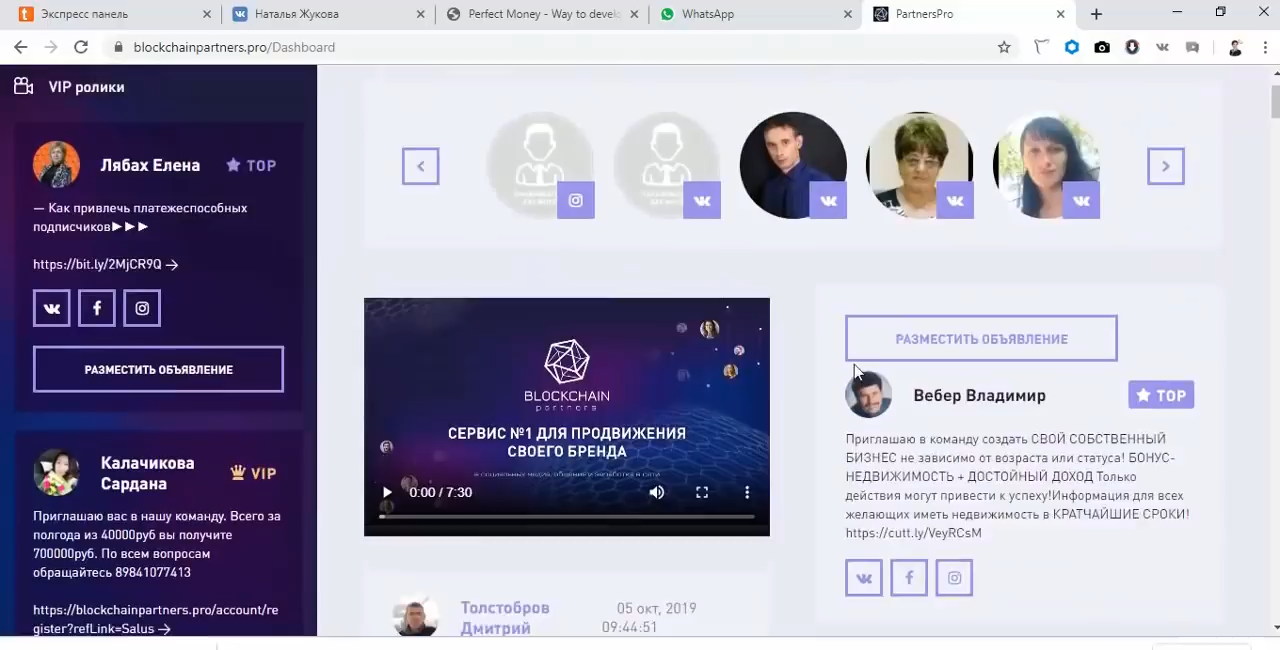 Экспресс панель
Наталья Жукова
Perfect Money - Way to develo
WhatsApp
PartnersPro
blockchainpartners.pro/Dashboard
VIP ролики
Лябах Елена
TOP
— Как привлечь платежеспособных
подписчиков►►►
https://bit.ly/2MjCR9Q →
РАЗМЕСТИТЬ ОБЪЯВЛЕНИЕ
Калачикова
Сардана
VIP
Приглашаю вас в нашу команду. Всего за
полгода из 40000руб вы получите
700000руб. По всем вопросам
обращайтесь 89841077413
https://blockchainpartners.pro/account/re
gister?refLink=Salus →
BLOCKCHAIN
partners
СЕРВИС №1 ДЛЯ ПРОДВИЖЕНИЯ
СВОЕГО БРЕНДА
0:00 / 7:30
Толстобров
Дмитрий
05 окт, 2019
09:44:51
РАЗМЕСТИТЬ ОБЪЯВЛЕНИЕ
Вебер Владимир
TOP
Приглашаю в команду создать СВОЙ СОБСТВЕННЫЙ
БИЗНЕС не зависимо от возраста или статуса! БОНУС-
НЕДВИЖИМОСТЬ + ДОСТОЙНЫЙ ДОХОД Только
действия могут привести к успеху!Информация для всех
желающих иметь недвижимость в КРАТЧАЙШИЕ СРОКИ!
https://cutt.ly/VeyRCsM